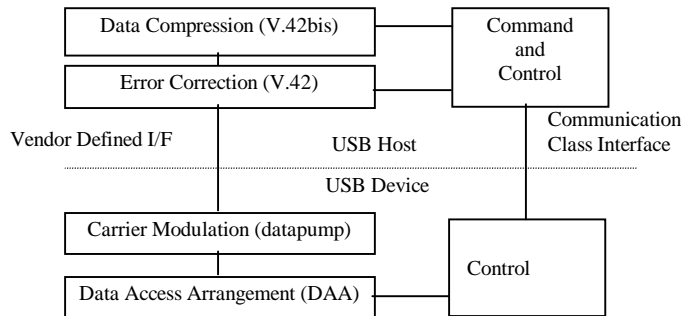 Data Compression (V.42bis)
Command
and
Control
Error Correction (V.42)
Vendor Defined I/F
USB Host
Communication
Class Interface
USB Device
Carrier Modulation (datapump)
Control
Data Access Arrangement (DAA)